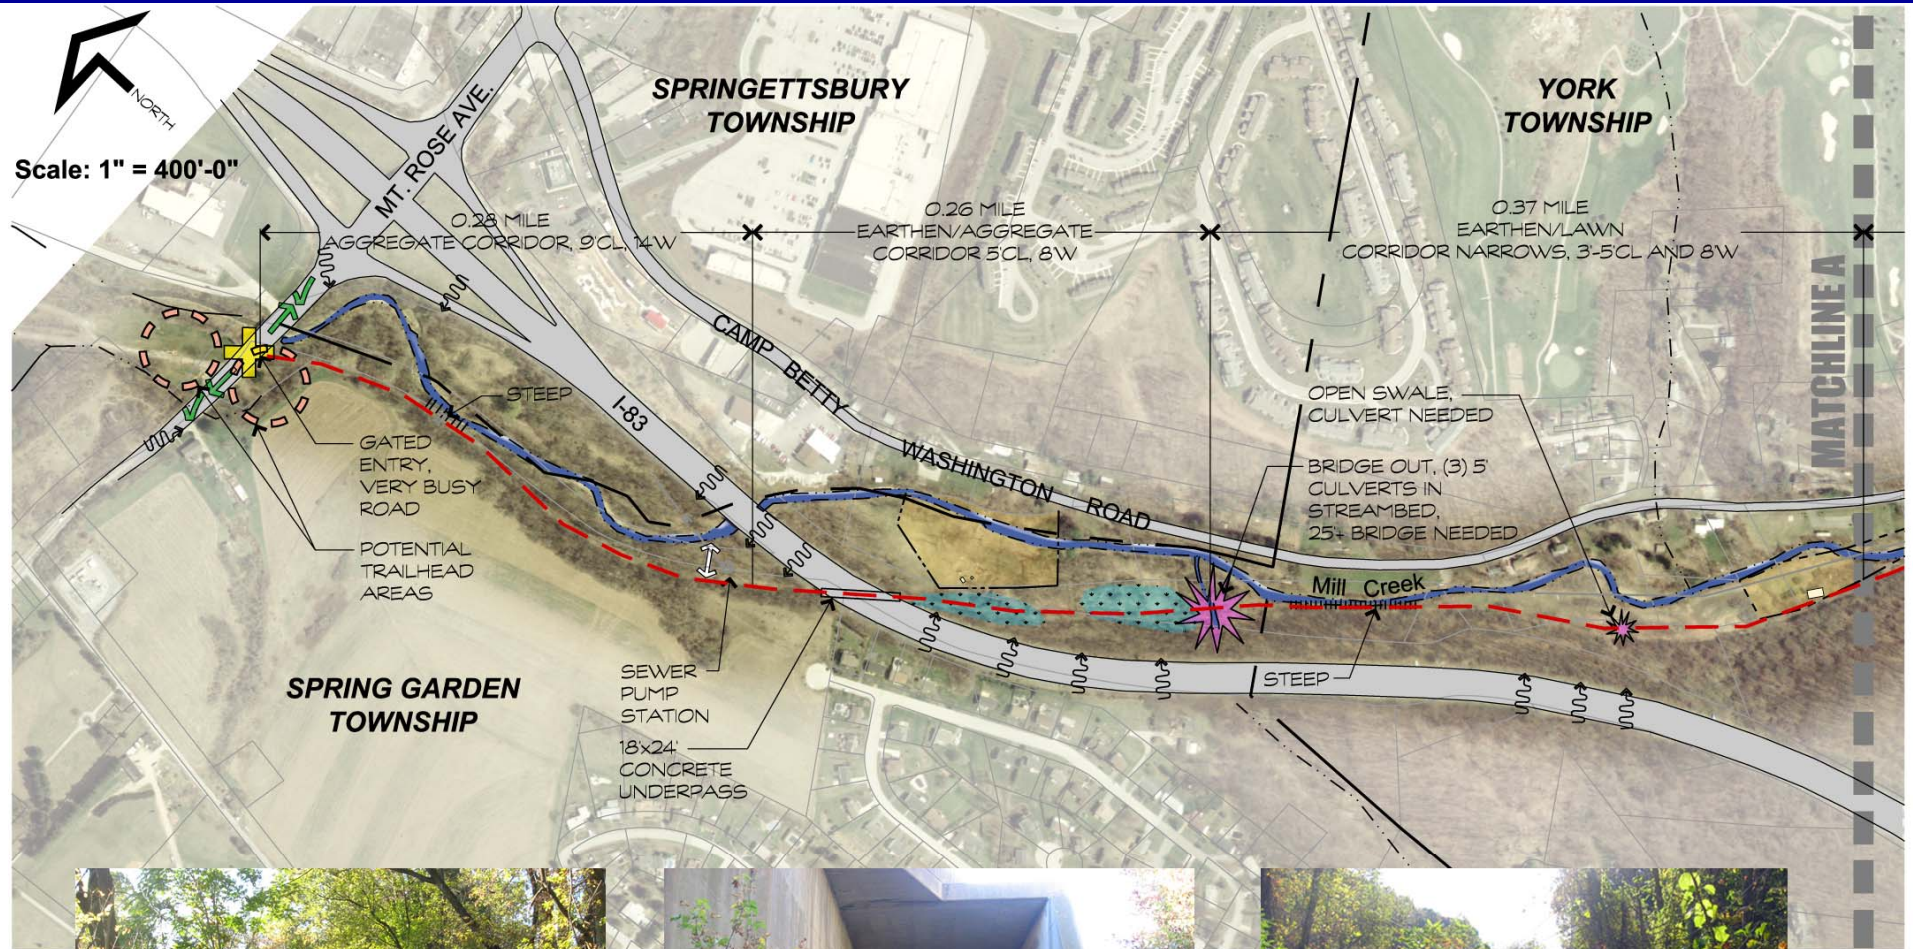 NORTH
Scale: 1" = 400'-0"
MT. ROSE AVE.
SPRINGETTSBURY
TOWNSHIP
YORK
TOWNSHIP
0.28 MILE
AGGREGATE CORRIDOR, 9'CL, 14'W
0.26 MILE
EARTHEN/AGGREGATE
CORRIDOR 5'CL, 8'W
0.37 MILE
EARTHEN/LAWN
CORRIDOR NARROWS, 3'-5'CL AND 8'W
MATCHLINE A
CAMP BETTY WASHINGTON ROAD
I-83
STEEP
GATED
ENTRY,
VERY BUSY
ROAD
POTENTIAL
TRAILHEAD
AREAS
OPEN SWALE,
CULVERT NEEDED
BRIDGE OUT, (3) 5'
CULVERTS IN
STREAMBED,
25'+ BRIDGE NEEDED
Mill Creek
STEEP
SPRING GARDEN
TOWNSHIP
SEWER
PUMP
STATION
18'x24'
CONCRETE
UNDERPASS